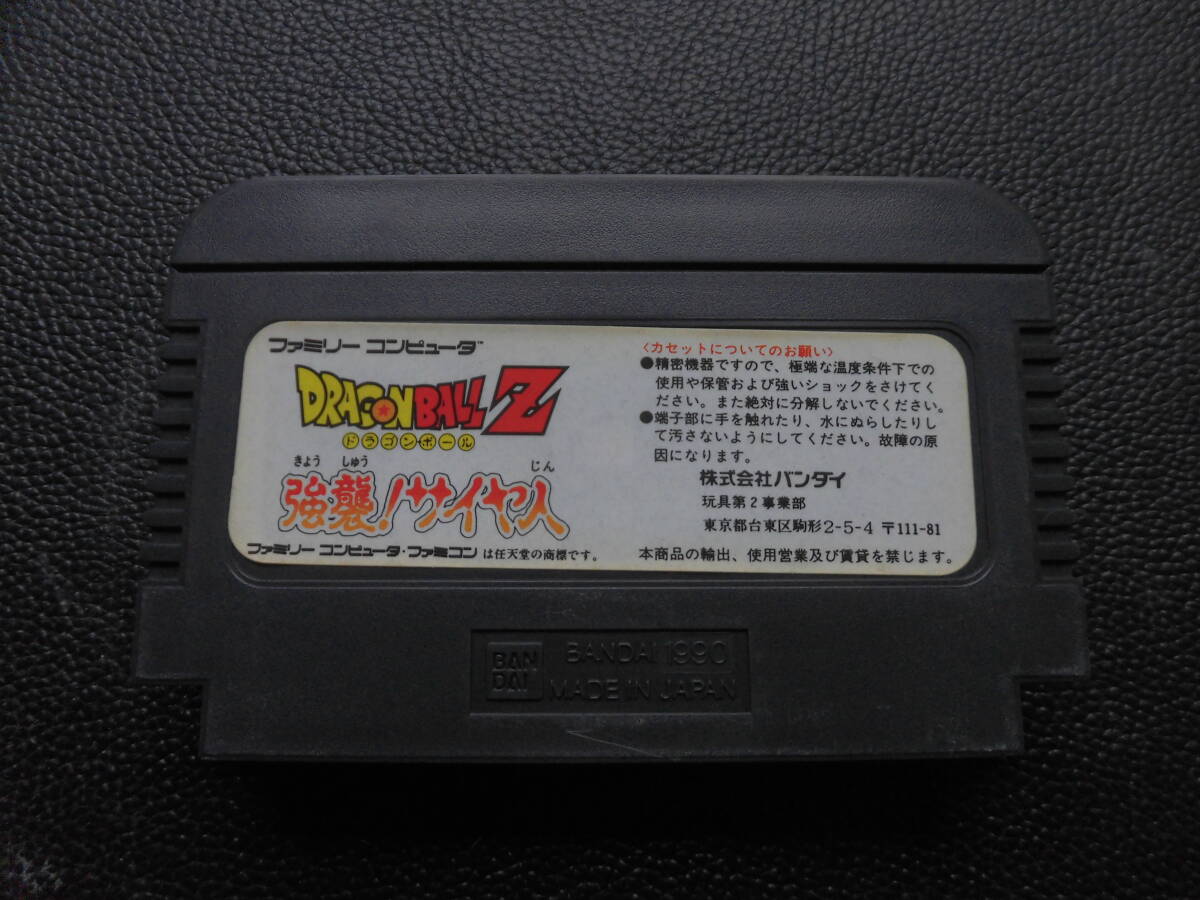 ファミリー コンピュータ™
DRAGON BALL Z
ドラゴンボール
きょう しゅう じん
強襲!サイヤ人
ファミリー コンピュータ・ファミコン は任天堂の商標です。
〈カセットについてのお願い〉
●精密機器ですので、極端な温度条件下での
使用や保管および強いショックをさけてく
ださい。また絶対に分解しないでください。
●端子部に手を触れたり、水にぬらしたりし
て汚さないようにしてください。故障の原
因になります。
株式会社バンダイ
玩具第2事業部
東京都台東区駒形2-5-4 〒111-81
本商品の輸出、使用営業及び賃貸を禁じます。
BAN
DAI
BANDAI 1990
MADE IN JAPAN